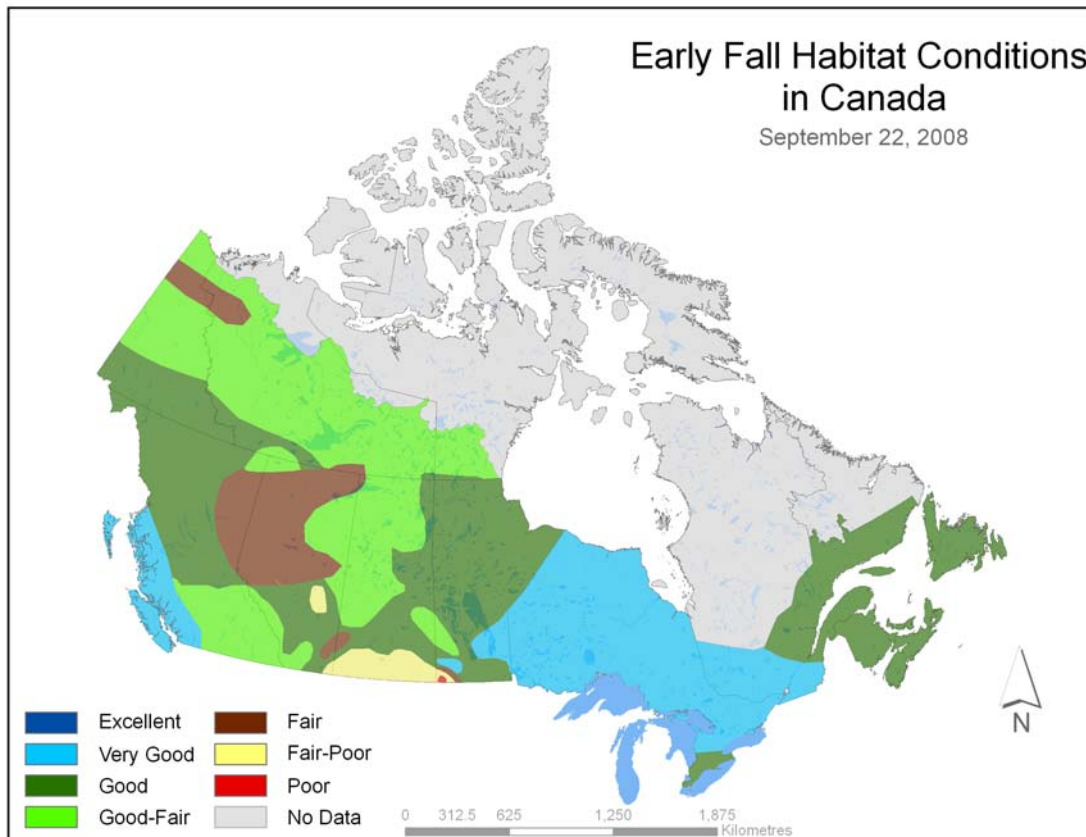 Early Fall Habitat Conditions
in Canada
September 22, 2008
N
Excellent
Very Good
Good
Good-Fair
Fair
Fair-Poor
Poor
No Data
0 312.5 625 1,250 1,875
Kilometres